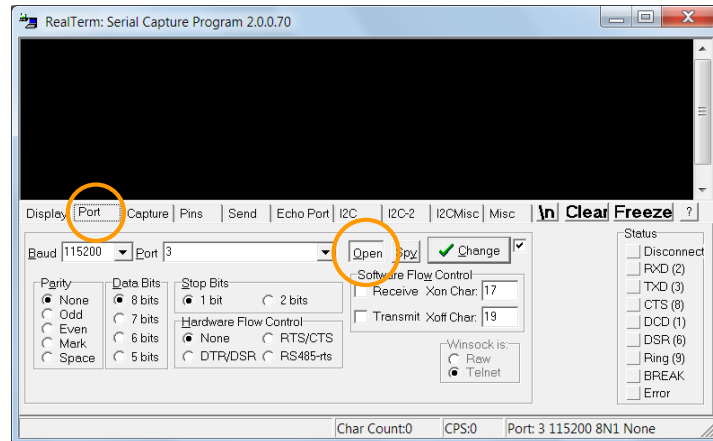 RealTerm: Serial Capture Program 2.0.0.70
Display Port Capture Pins Send Echo Port I2C I2C-2 I2CMisc Misc \n Clear Freeze ?
Baud 115200 Port 3 Open Spy Change
Parity
None
Odd
Even
Mark
Space
Data Bits
8 bits
7 bits
6 bits
5 bits
Stop Bits
1 bit 2 bits
Hardware Flow Control
None RTS/CTS
DTR/DSR RS485-rts
Software Flow Control
Receive Xon Char: 17
Transmit Xoff Char: 19
Winsock is:
Raw
Telnet
Status
Disconnect
RXD (2)
TXD (3)
CTS (8)
DCD (1)
DSR (6)
Ring (9)
BREAK
Error
Char Count:0 CPS:0 Port: 3 115200 8N1 None